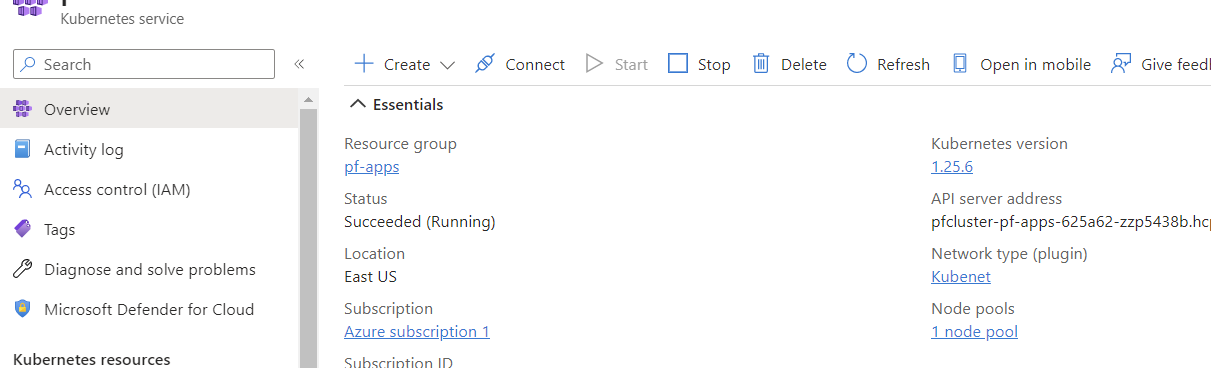 Kubernetes service
Search
Create
Connect
Start
Stop
Delete
Refresh
Open in mobile
Give feed
Overview
Activity log
Access control (IAM)
Tags
Diagnose and solve problems
Microsoft Defender for Cloud
Kubernetes resources
Essentials
Resource group
pf-apps
Status
Succeeded (Running)
Location
East US
Subscription
Azure subscription 1
Subscription ID
Kubernetes version
1.25.6
API server address
pfcluster-pf-apps-625a62-zzp5438b.hcp
Network type (plugin)
Kubenet
Node pools
1 node pool